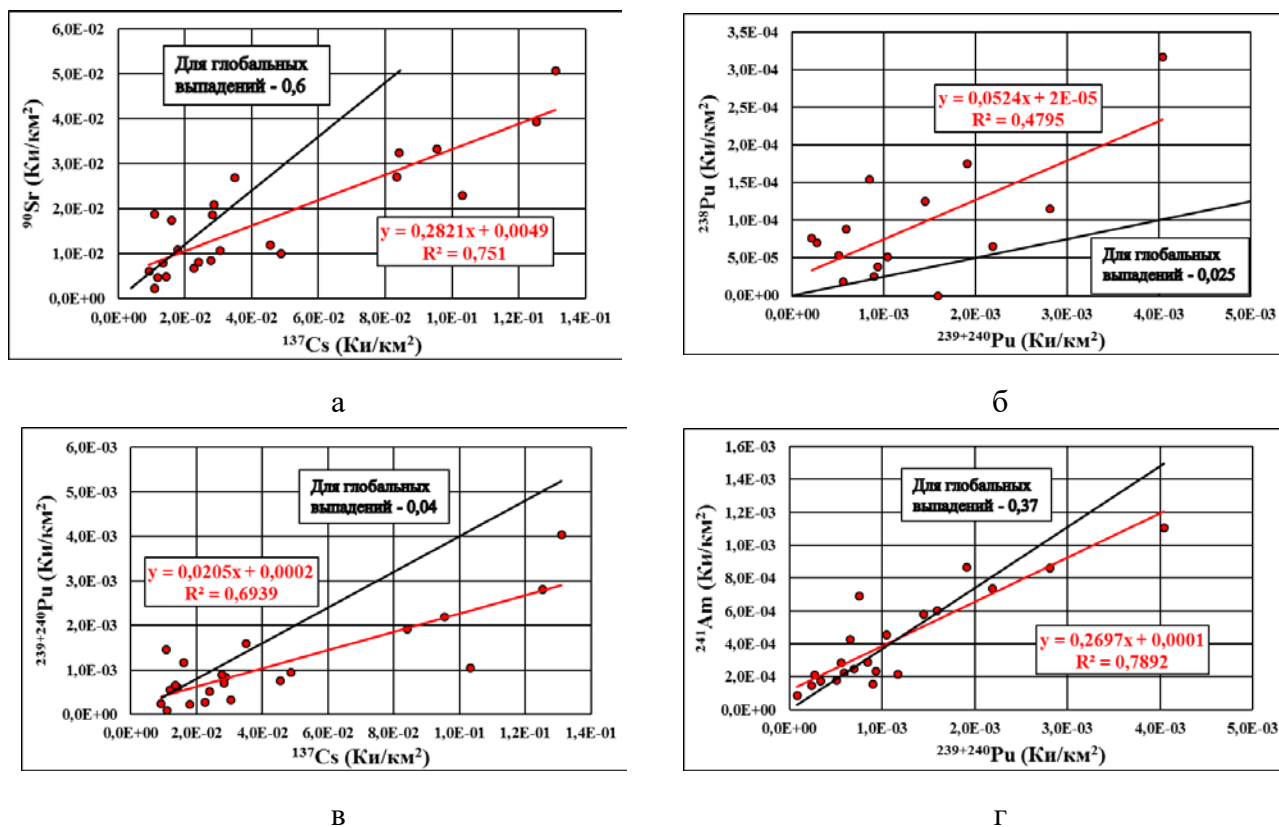 6,0E-02
5,0E-02
4,0E-02
3,0E-02
2,0E-02
1,0E-02
0,0E+00
⁹⁰Sr (Ки/км²)
Для глобальных
выпадений - 0,6
y = 0,2821x + 0,0049
R² = 0,751
0,0E+00 2,0E-02 4,0E-02 6,0E-02 8,0E-02 1,0E-01 1,2E-01 1,4E-01
¹³⁷Cs (Ки/км²)
а
3,5E-04
3,0E-04
2,5E-04
2,0E-04
1,5E-04
1,0E-04
5,0E-05
0,0E+00
²³⁸Pu (Ки/км²)
y = 0,0524x + 2E-05
R² = 0,4795
Для глобальных
выпадений - 0,025
0,0E+00 1,0E-03 2,0E-03 3,0E-03 4,0E-03 5,0E-03
²³⁹⁺²⁴⁰Pu (Ки/км²)
б
6,0E-03
5,0E-03
4,0E-03
3,0E-03
2,0E-03
1,0E-03
0,0E+00
²³⁹⁺²⁴⁰Pu (Ки/км²)
Для глобальных
выпадений - 0,04
y = 0,0205x + 0,0002
R² = 0,6939
0,0E+00 2,0E-02 4,0E-02 6,0E-02 8,0E-02 1,0E-01 1,2E-01 1,4E-01
¹³⁷Cs (Ки/км²)
в
1,6E-03
1,4E-03
1,2E-03
1,0E-03
8,0E-04
6,0E-04
4,0E-04
2,0E-04
0,0E+00
²⁴¹Am (Ки/км²)
Для глобальных
выпадений - 0,37
y = 0,2697x + 0,0001
R² = 0,7892
0,0E+00 1,0E-03 2,0E-03 3,0E-03 4,0E-03 5,0E-03
²³⁹⁺²⁴⁰Pu (Ки/км²)
г